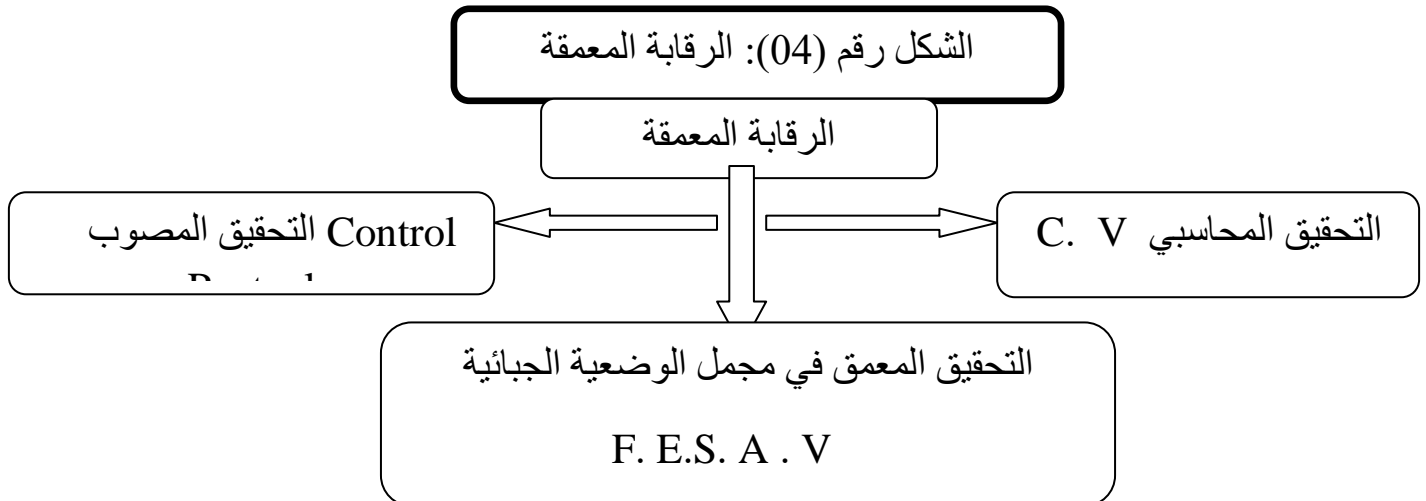 الشكل رقم (04): الرقابة المعمقة
الرقابة المعمقة
التحقيق المحاسبي C. V
التحقيق المصوب Control
التحقيق المعمق في مجمل الوضعية الجبائية
F. E.S. A . V